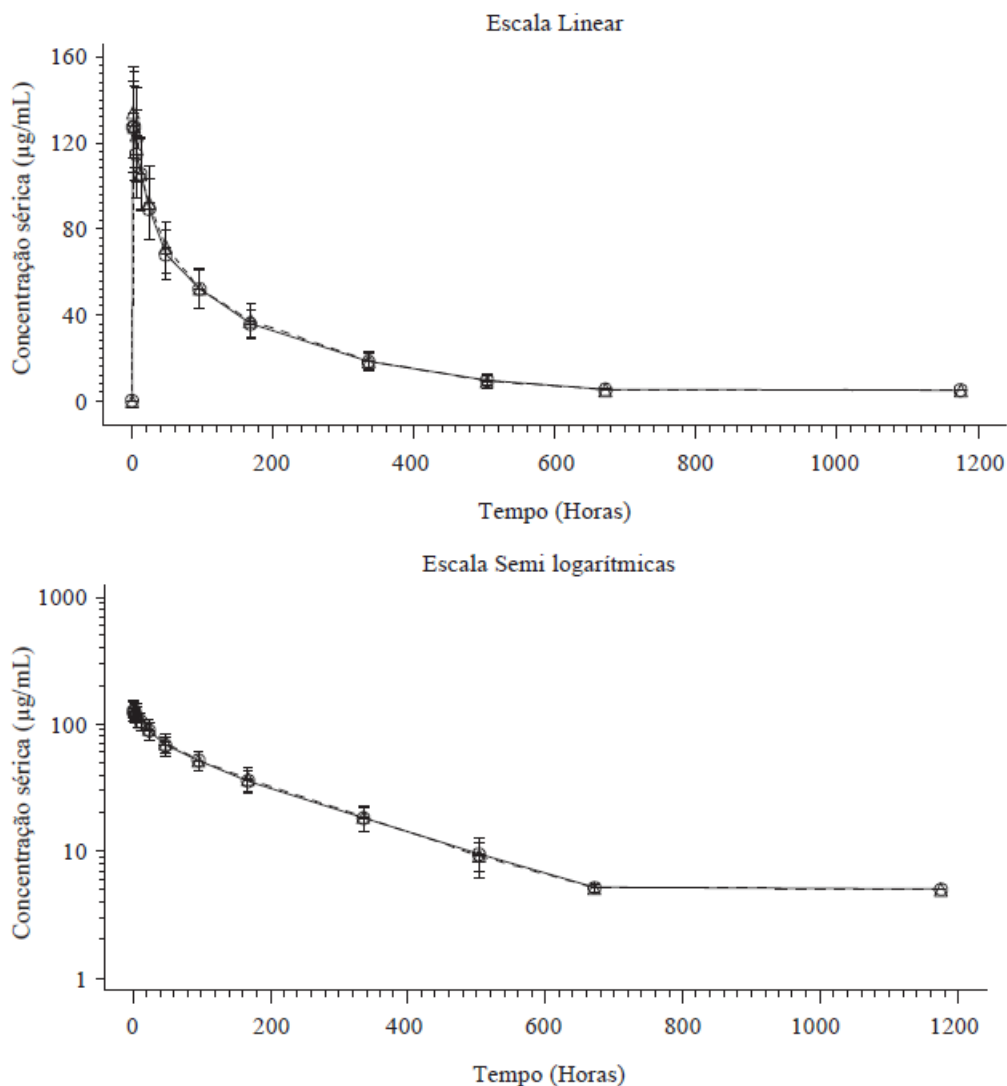 Escala Linear
Concentração sérica (µg/mL)
160
120
80
40
0
0 200 400 600 800 1000 1200
Tempo (Horas)
Escala Semi logarítmicas
Concentração sérica (µg/mL)
1000
100
10
1
0 200 400 600 800 1000 1200
Tempo (Horas)